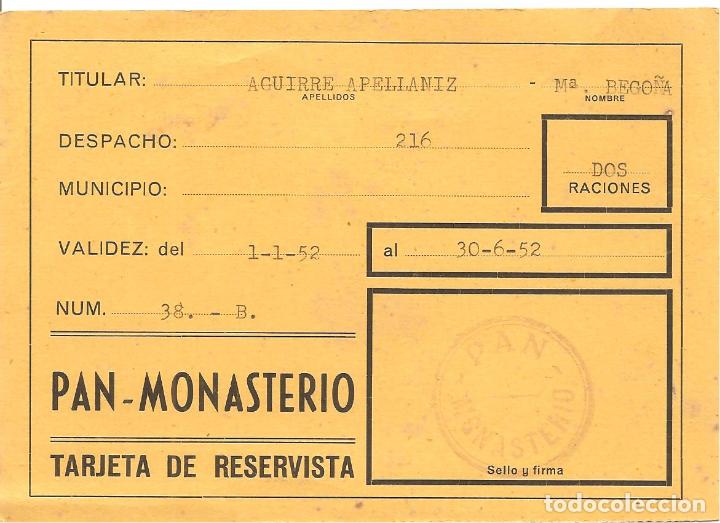 TITULAR: AGUIRRE APELLANIZ - Mª. BEGOÑA
APELLIDOS NOMBRE
DESPACHO: 216
DOS
MUNICIPIO: RACIONES
VALIDEZ: del 1-1-52 al 30-6-52
NUM. 38. - B.
PAN
MONASTERIO
PAN-MONASTERIO
TARJETA DE RESERVISTA
Sello y firma
todocoleccion